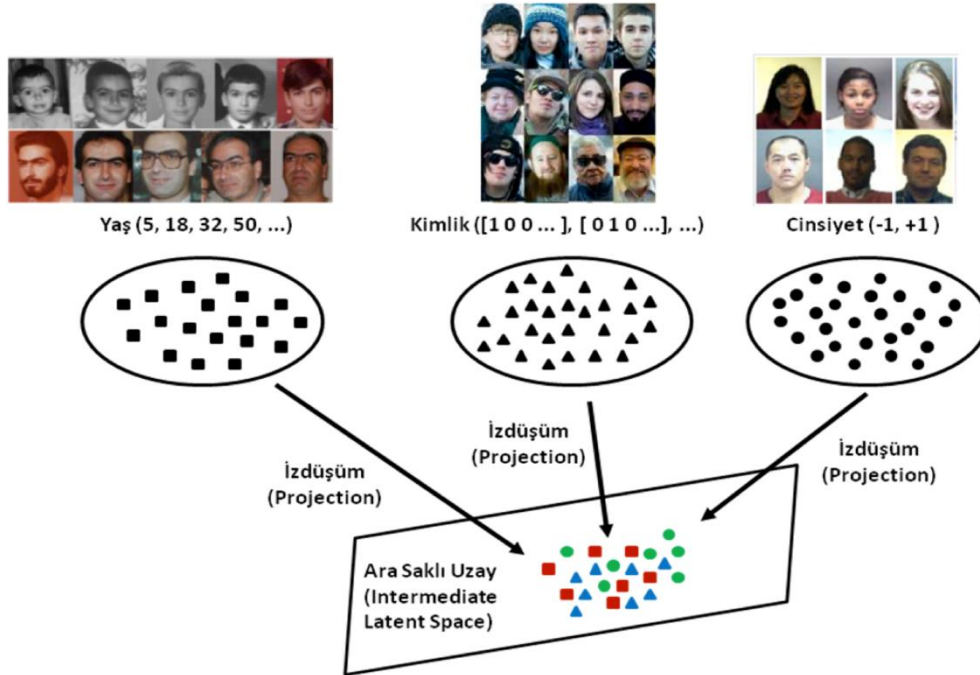 Yaş (5, 18, 32, 50, ...)
Kimlik ([1 0 0 ... ], [ 0 1 0 ...], ...)
Cinsiyet (-1, +1 )
İzdüşüm
(Projection)
İzdüşüm
(Projection)
İzdüşüm
(Projection)
Ara Saklı Uzay
(Intermediate
Latent Space)